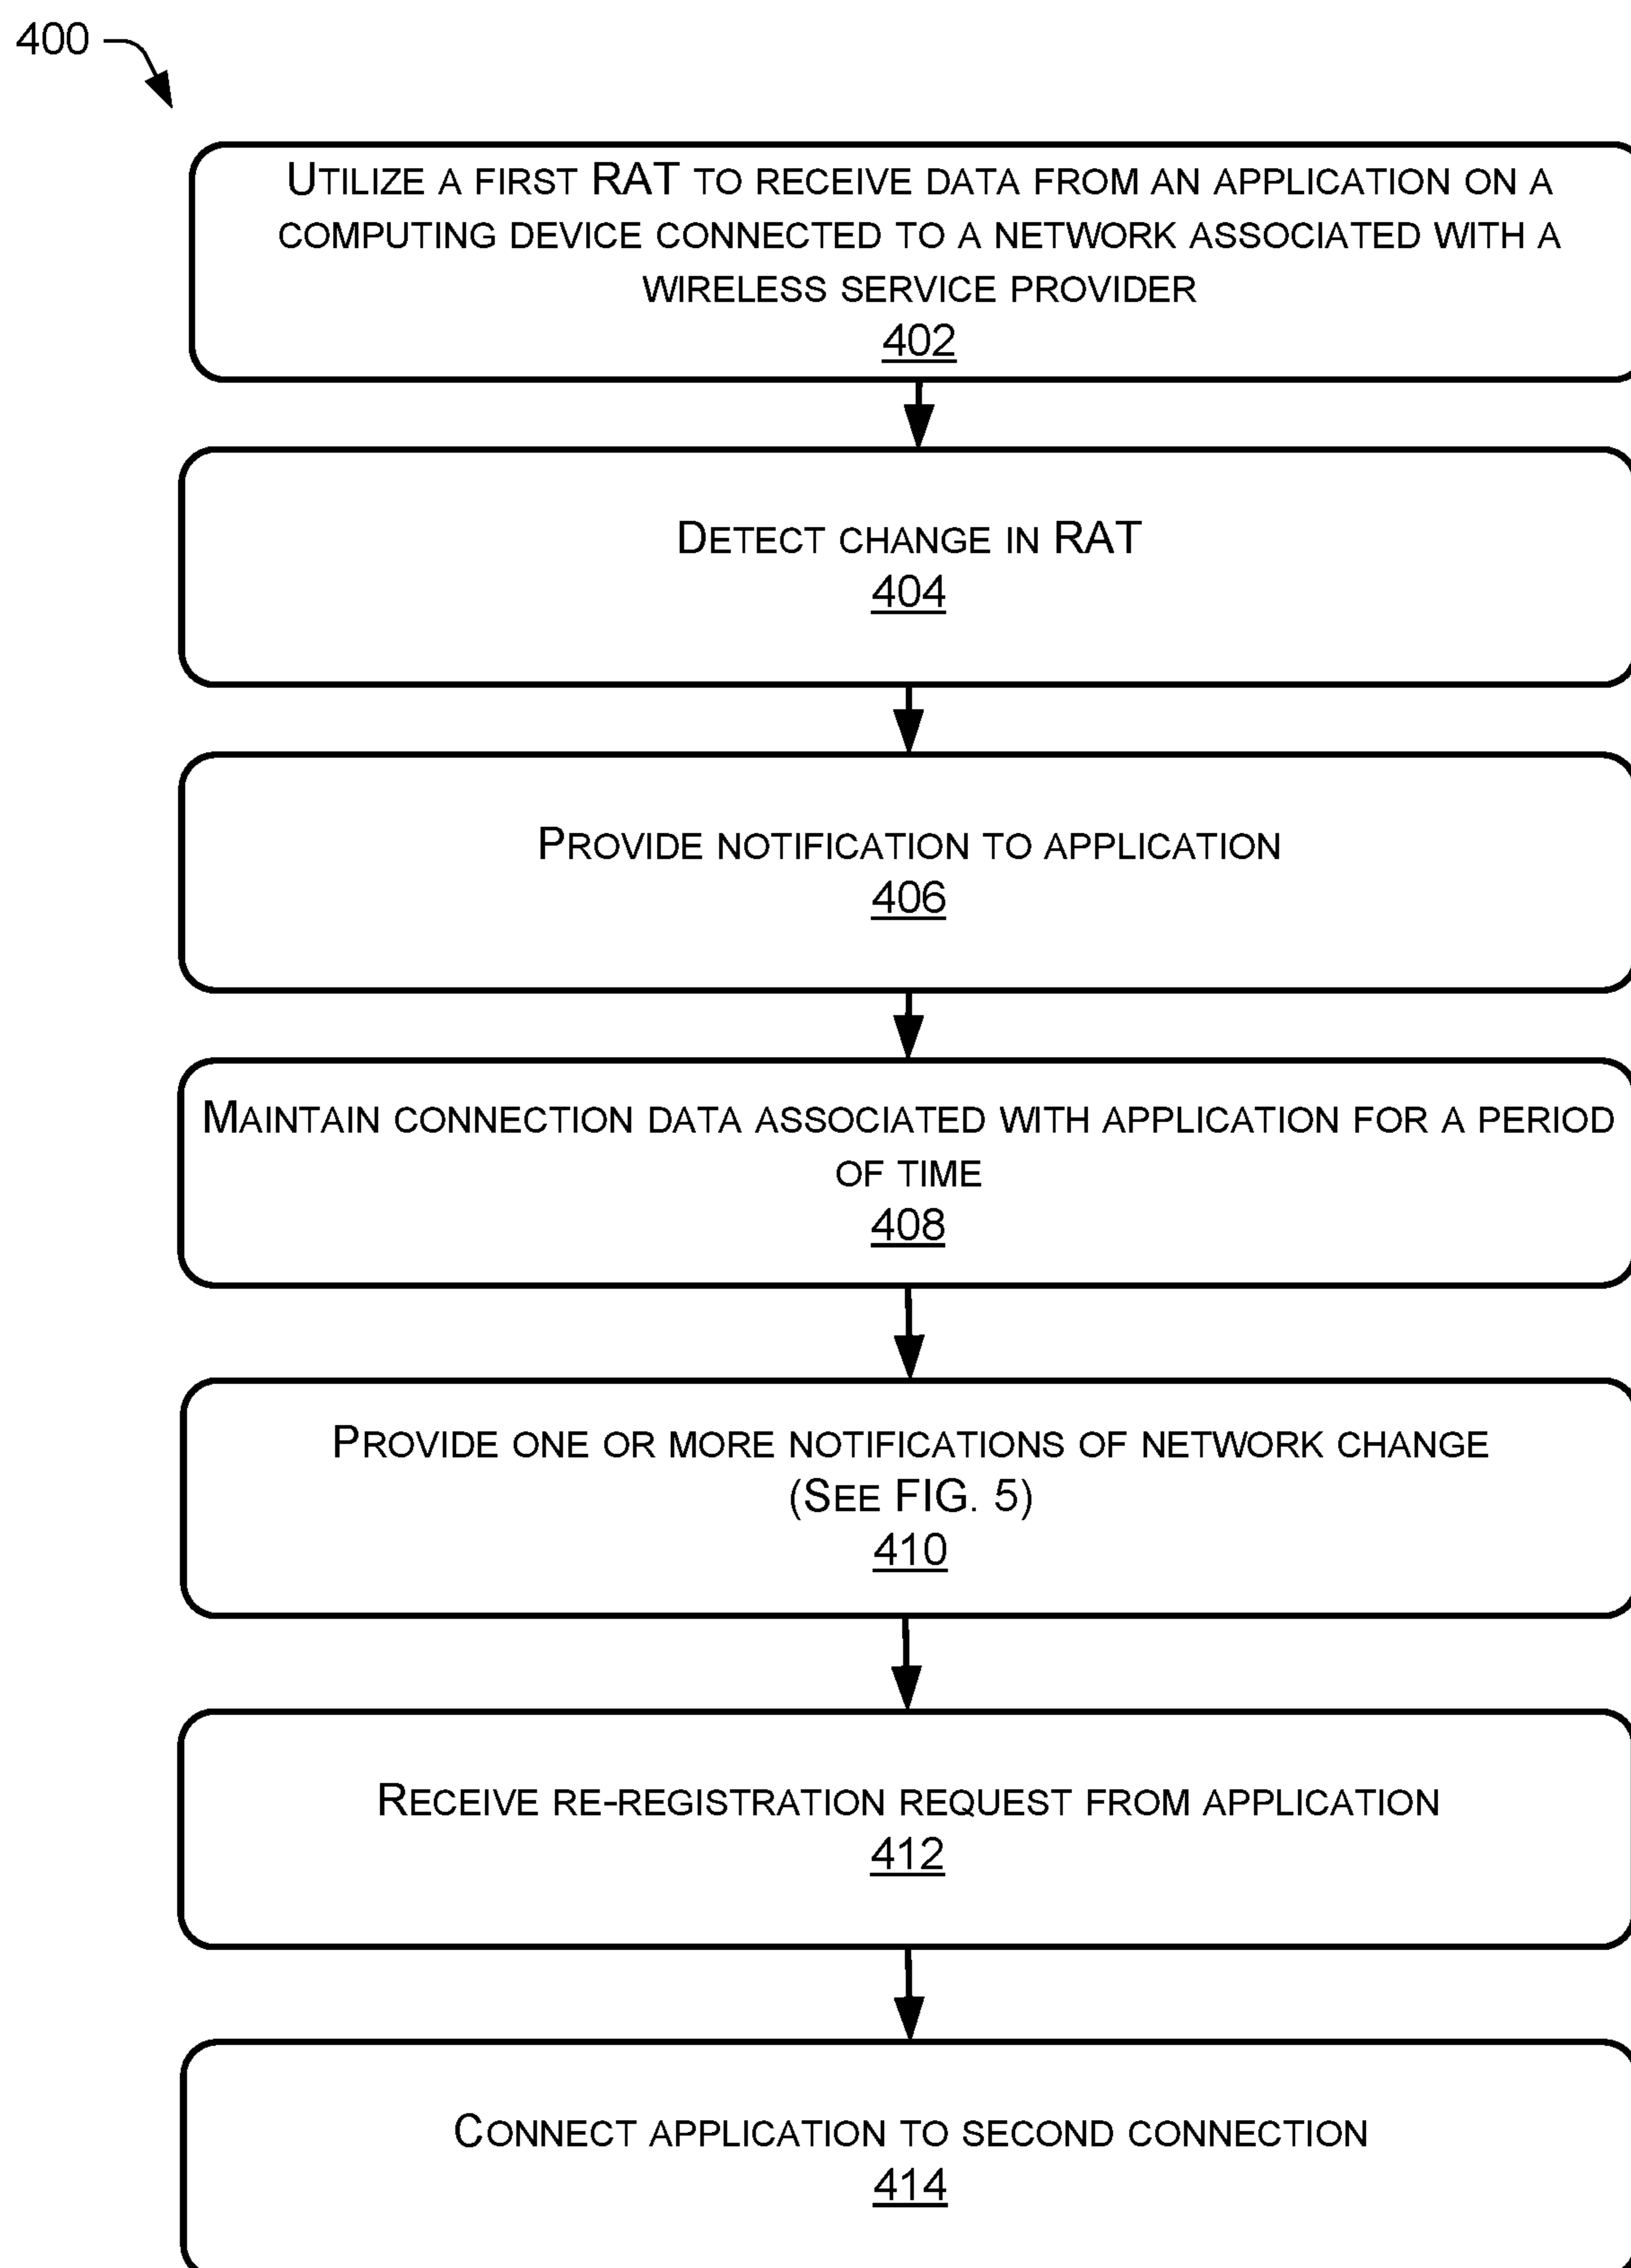 400
Utilize a first RAT to receive data from an application on a
computing device connected to a network associated with a
wireless service provider
402
Detect change in RAT
404
Provide notification to application
406
Maintain connection data associated with application for a period
of time
408
Provide one or more notifications of network change
(See FIG. 5)
410
Receive re-registration request from application
412
Connect application to second connection
414